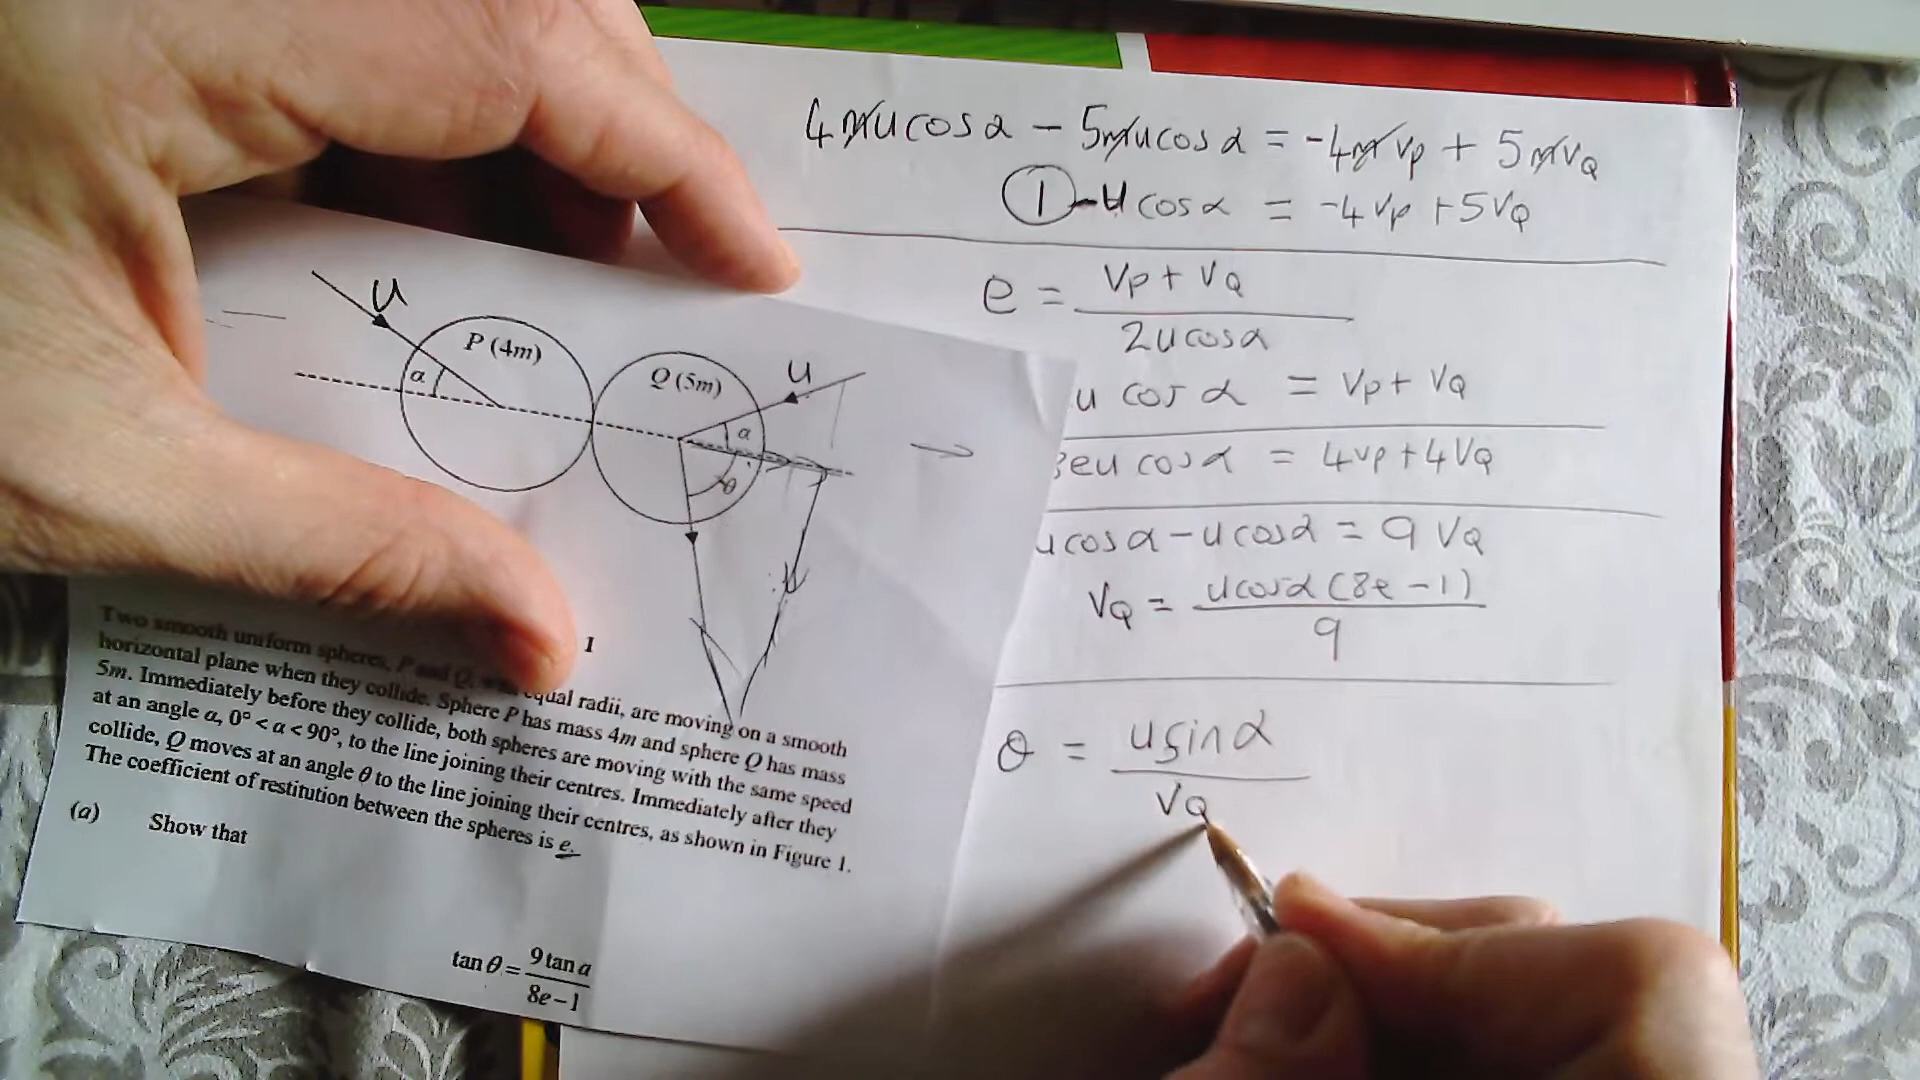 4mu cos α − 5mu cos α = -4m vp + 5m vQ
① -u cos α = -4vp + 5vQ
e = vp + vQ / 2u cos α
u cos α = vp + vQ
eu cos α = 4vp + 4vQ
u cos α − u cos α = 9 vQ
vQ = u cos α (8e − 1) / 9
θ = u sin α / vQ
u
P (4m)
α
Q (5m)
u
α
θ
1
Two smooth uniform spheres, P and Q, equal radii, are moving on a smooth
horizontal plane when they collide. Sphere P has mass 4m and sphere Q has mass
5m. Immediately before they collide, both spheres are moving with the same speed
at an angle α, 0° < α < 90°, to the line joining their centres. Immediately after they
collide, Q moves at an angle θ to the line joining their centres, as shown in Figure 1.
The coefficient of restitution between the spheres is e.
(a) Show that
tan θ = 9 tan α / 8e − 1